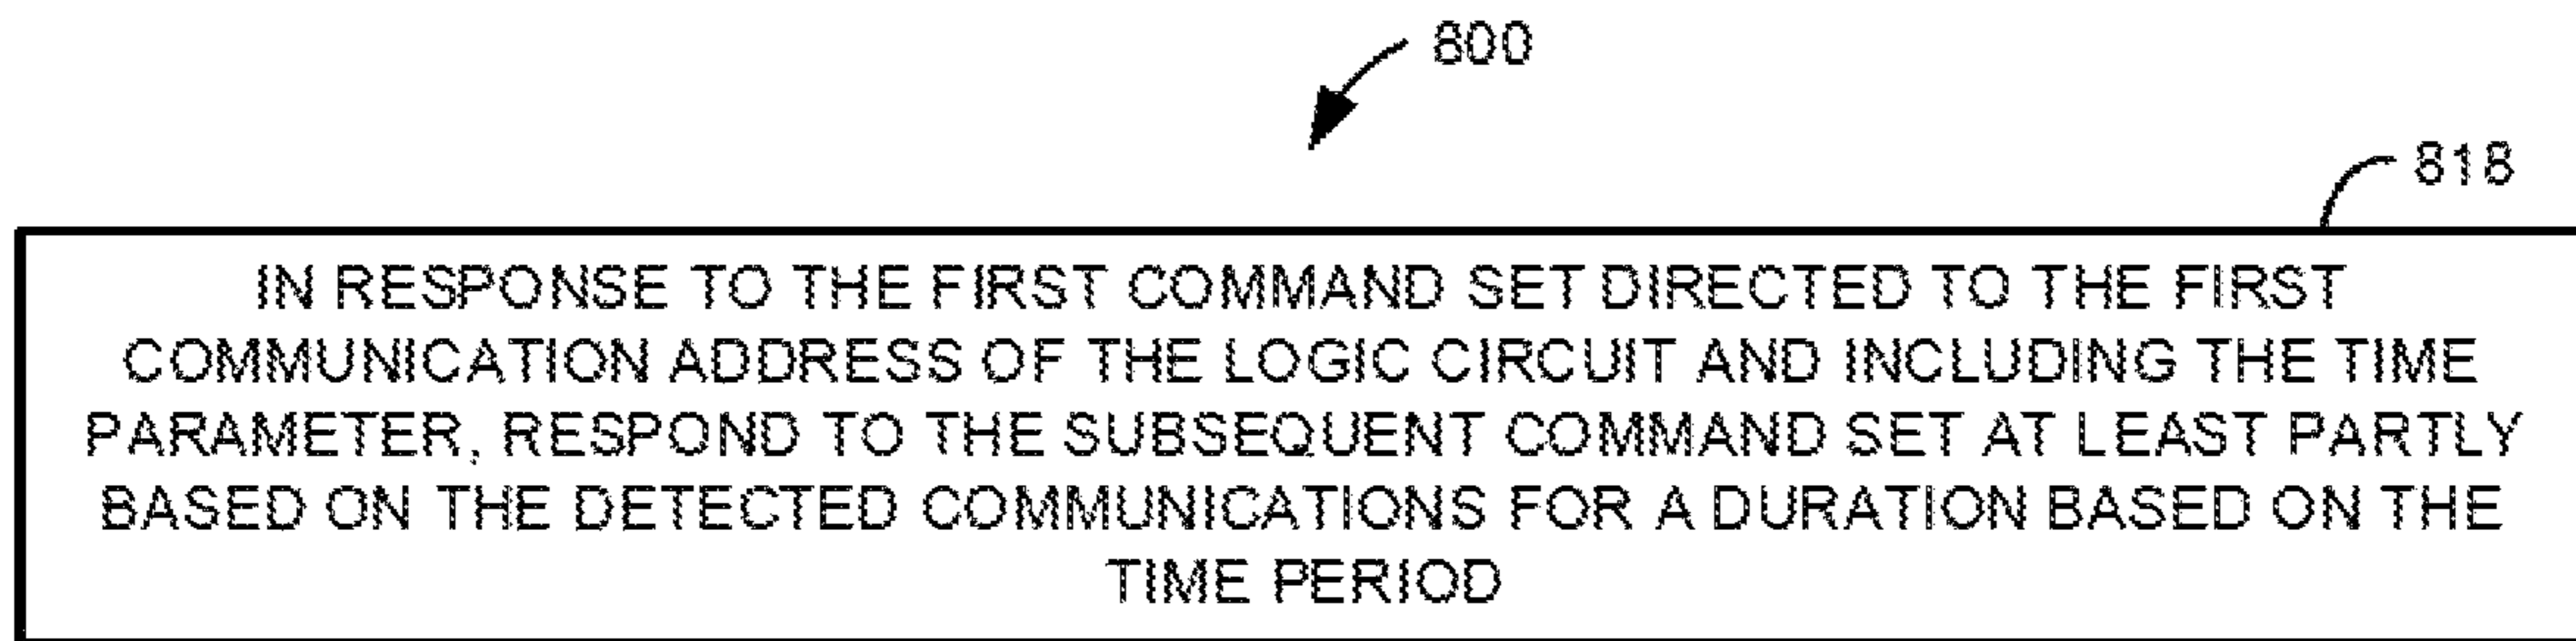 800
818
IN RESPONSE TO THE FIRST COMMAND SET DIRECTED TO THE FIRST
COMMUNICATION ADDRESS OF THE LOGIC CIRCUIT AND INCLUDING THE TIME
PARAMETER, RESPOND TO THE SUBSEQUENT COMMAND SET AT LEAST PARTLY
BASED ON THE DETECTED COMMUNICATIONS FOR A DURATION BASED ON THE
TIME PERIOD